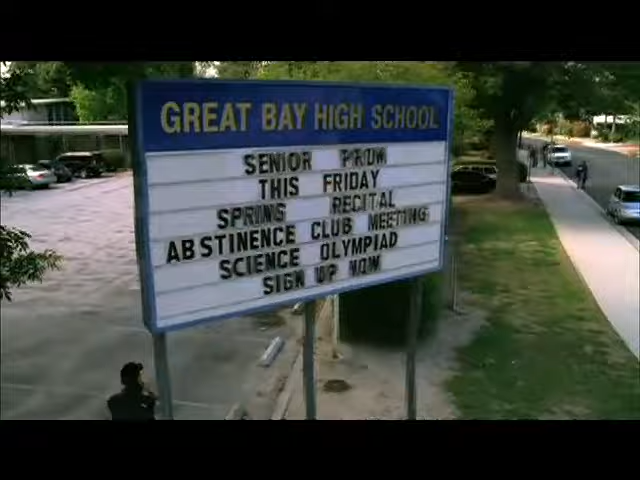 GREAT BAY HIGH SCHOOL
SENIOR PROM
THIS FRIDAY
SPRING RECITAL
ABSTINENCE CLUB MEETING
SCIENCE OLYMPIAD
SIGN UP NOW